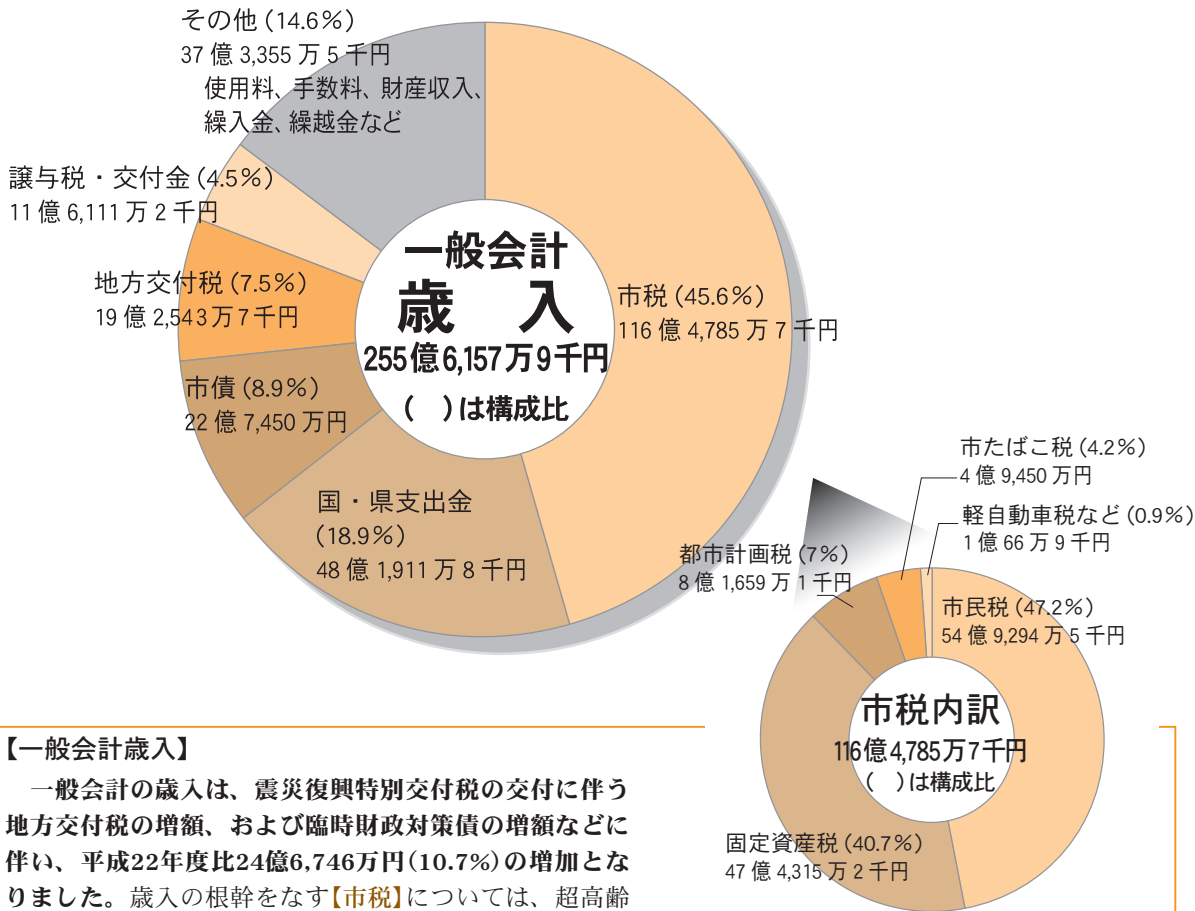 その他(14.6%)
37億3,355万5千円
使用料、手数料、財産収入、
繰入金、繰越金など
譲与税・交付金(4.5%)
11億6,111万2千円
地方交付税(7.5%)
19億2,543万7千円
市債(8.9%)
22億7,450万円
国・県支出金
(18.9%)
48億1,911万8千円
市税(45.6%)
116億4,785万7千円
一般会計
歳 入
255億6,157万9千円
( )は構成比
市たばこ税(4.2%)
4億9,450万円
軽自動車税など(0.9%)
1億66万9千円
都市計画税(7%)
8億1,659万1千円
市民税(47.2%)
54億9,294万5千円
市税内訳
116億4,785万7千円
( )は構成比
固定資産税(40.7%)
47億4,315万2千円
【一般会計歳入】
一般会計の歳入は、震災復興特別交付税の交付に伴う
地方交付税の増額、および臨時財政対策債の増額などに
伴い、平成22年度比24億6,746万円(10.7%)の増加とな
りました。歳入の根幹をなす【市税】については、超高齢